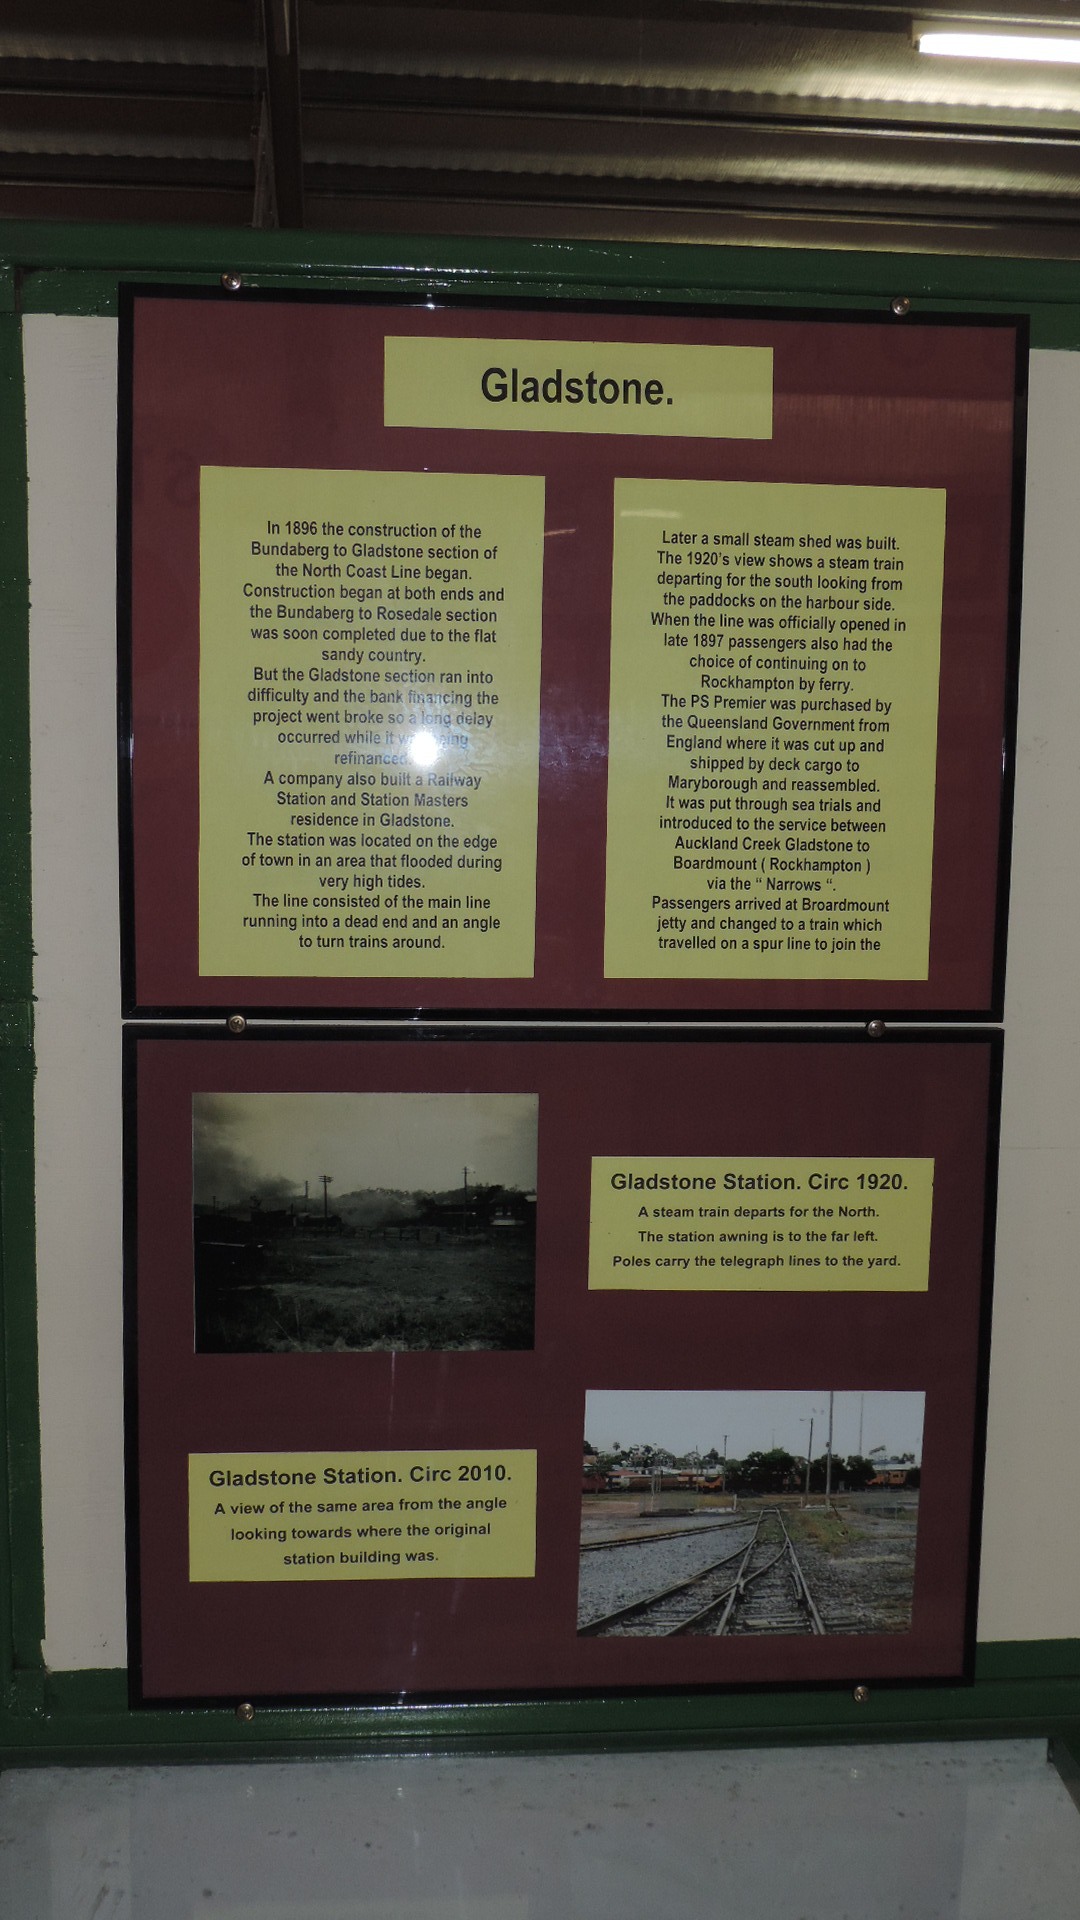 Gladstone.
In 1896 the construction of the
Bundaberg to Gladstone section of
the North Coast Line began.
Construction began at both ends and
the Bundaberg to Rosedale section
was soon completed due to the flat
sandy country.
But the Gladstone section ran into
difficulty and the bank financing the
project went broke so a long delay
occurred while it was being
refinanced.
A company also built a Railway
Station and Station Masters
residence in Gladstone.
The station was located on the edge
of town in an area that flooded during
very high tides.
The line consisted of the main line
running into a dead end and an angle
to turn trains around.
Later a small steam shed was built.
The 1920's view shows a steam train
departing for the south looking from
the paddocks on the harbour side.
When the line was officially opened in
late 1897 passengers also had the
choice of continuing on to
Rockhampton by ferry.
The PS Premier was purchased by
the Queensland Government from
England where it was cut up and
shipped by deck cargo to
Maryborough and reassembled.
It was put through sea trials and
introduced to the service between
Auckland Creek Gladstone to
Boardmount ( Rockhampton )
via the “ Narrows “.
Passengers arrived at Broardmount
jetty and changed to a train which
travelled on a spur line to join the
Gladstone Station. Circ 1920.
A steam train departs for the North.
The station awning is to the far left.
Poles carry the telegraph lines to the yard.
Gladstone Station. Circ 2010.
A view of the same area from the angle
looking towards where the original
station building was.